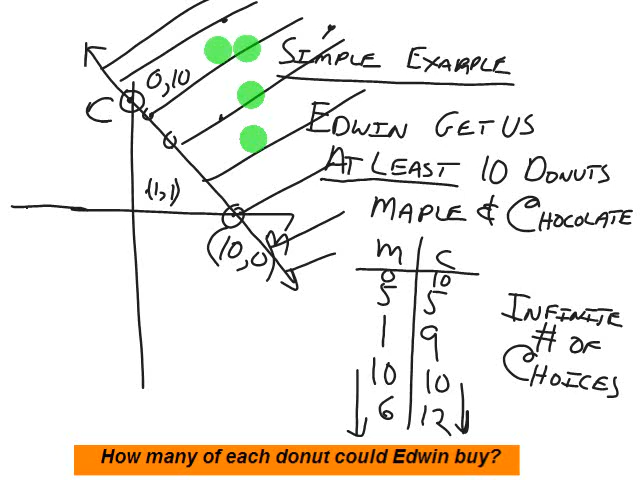 SIMPLE EXARPLE
0,10
C
EDWIN GET US
AT LEAST 10 DONUTS
(1,1)
MAPLE & CHOCOLATE
M
(10,0)
M C
0 10
5 5
1 9
10 10
6 12
INFINITE
# OF
CHOICES
How many of each donut could Edwin buy?